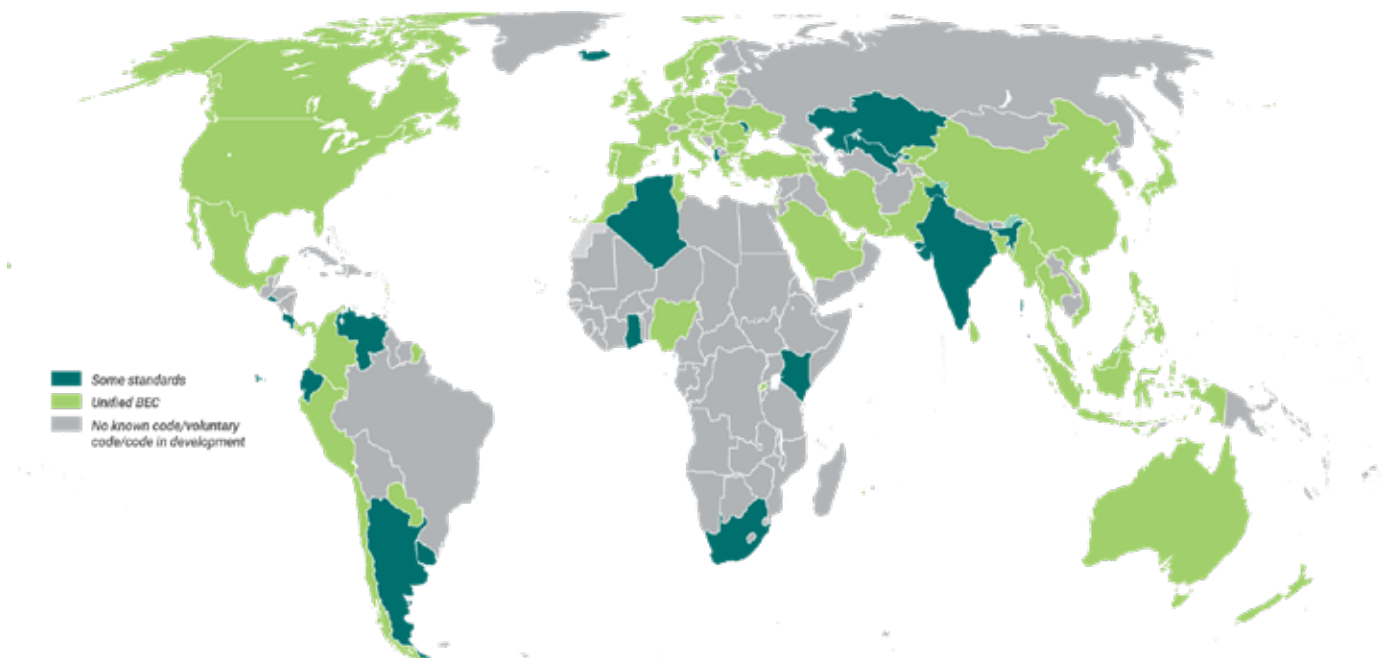 Some standards
Unified BEC
No known code/voluntary
code/code in development